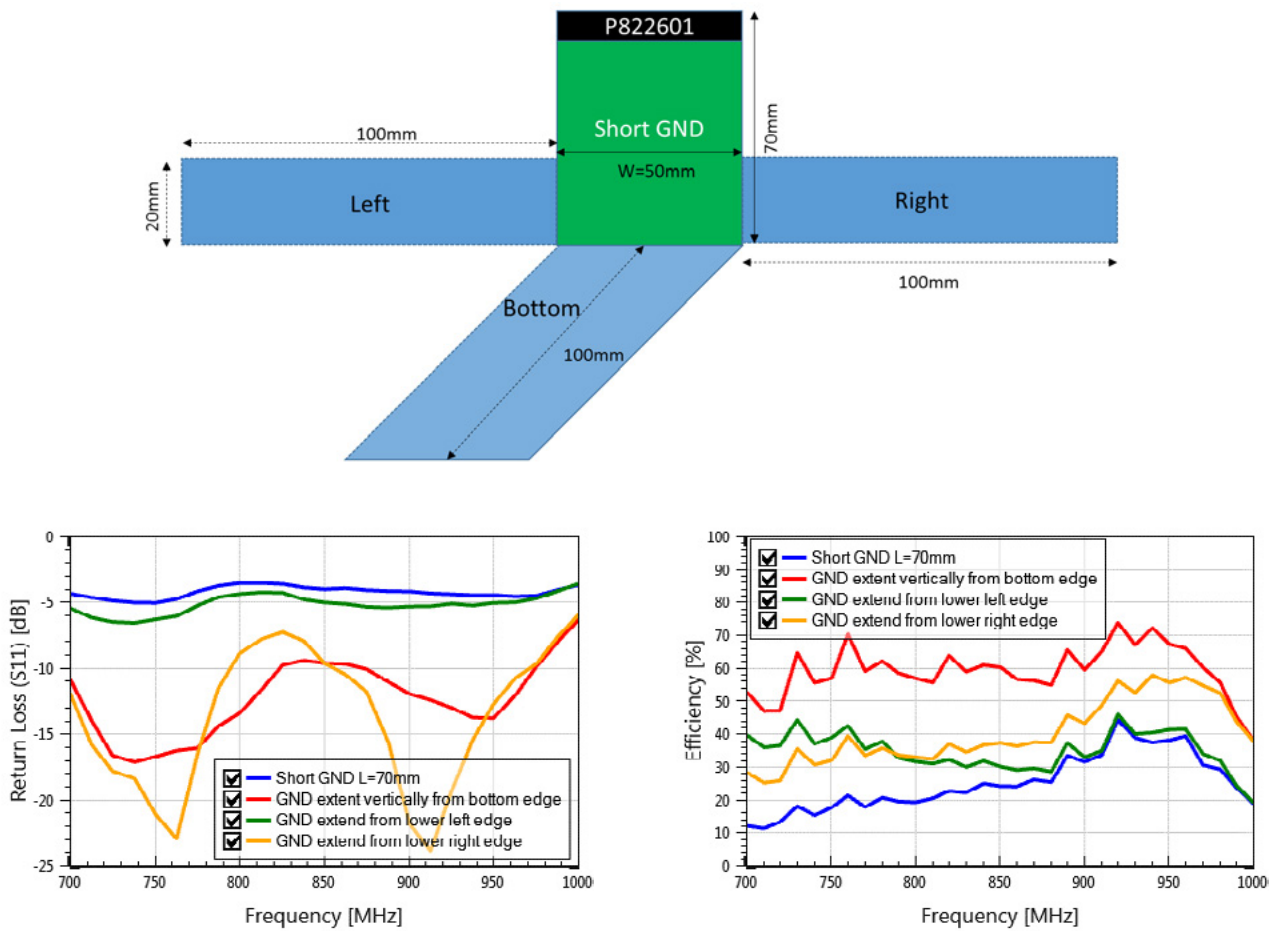 P822601
100mm
Short GND
70mm
W=50mm
20mm
Left
Right
Bottom
100mm
100mm
Return Loss (S11) [dB]
0
-5
-10
-15
-20
-25
Short GND L=70mm
GND extent vertically from bottom edge
GND extend from lower left edge
GND extend from lower right edge
700 750 800 850 900 950 1000
Frequency [MHz]
Efficiency [%]
100
90
80
70
60
50
40
30
20
10
0
Short GND L=70mm
GND extent vertically from bottom edge
GND extend from lower left edge
GND extend from lower right edge
700 750 800 850 900 950 1000
Frequency [MHz]